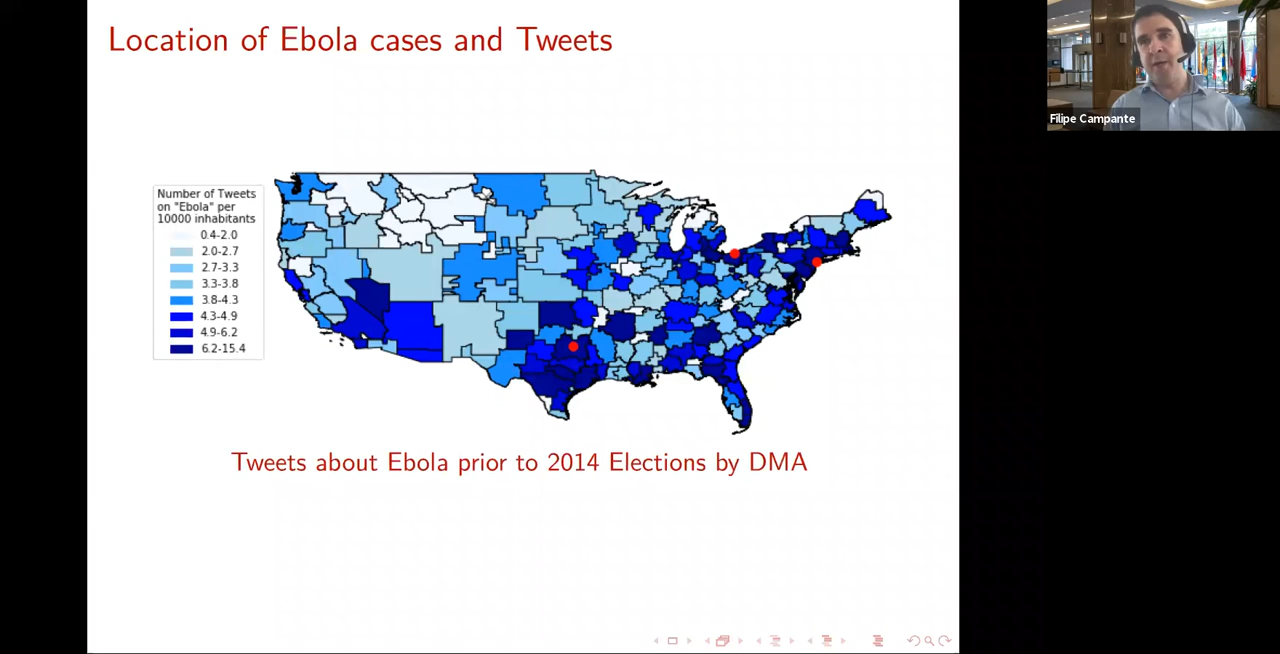 Location of Ebola cases and Tweets
Filipe Campante
Number of Tweets
on "Ebola" per
10000 inhabitants
0.4-2.0
2.0-2.7
2.7-3.3
3.3-3.8
3.8-4.3
4.3-4.9
4.9-6.2
6.2-15.4
Tweets about Ebola prior to 2014 Elections by DMA